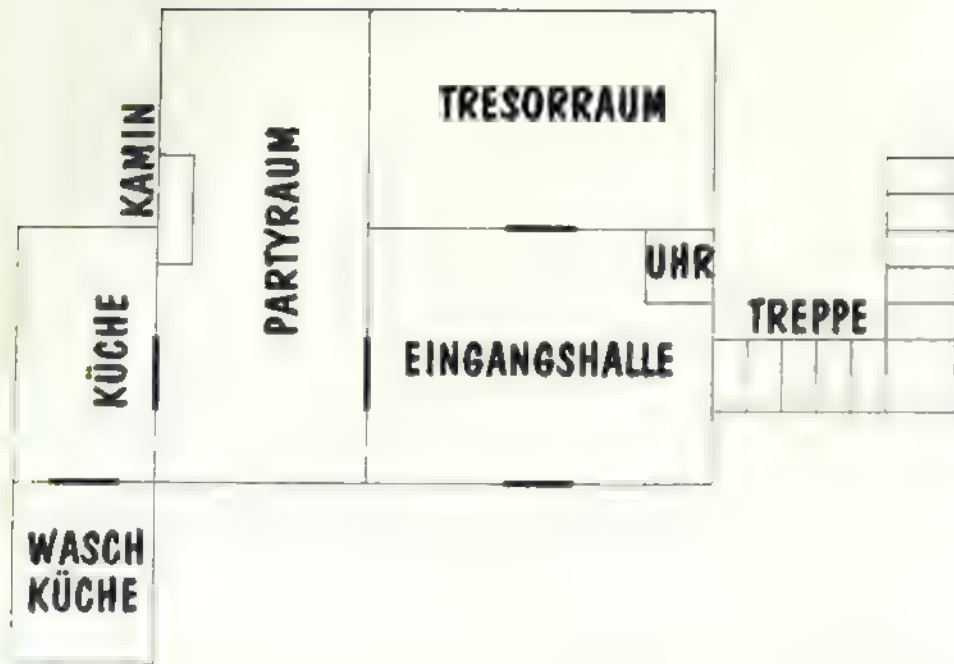 KAMIN
TRESORRAUM
PARTYRAUM
UHR
TREPPE
KÜCHE
EINGANGSHALLE
WASCH
KÜCHE